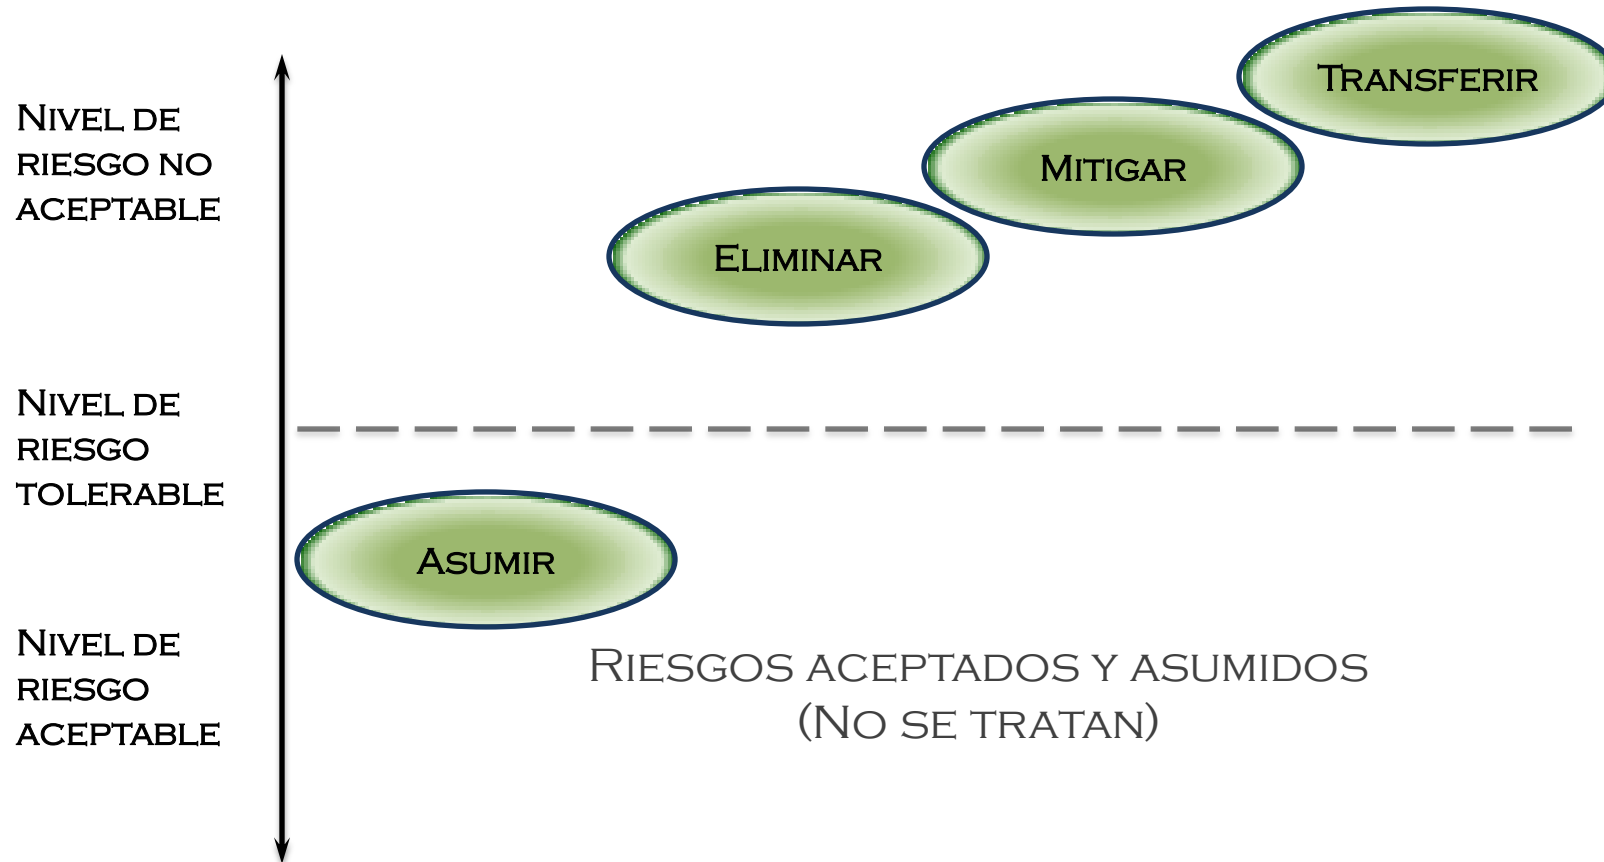 Transferir
Nivel de
riesgo no
aceptable
Mitigar
Eliminar
Nivel de
riesgo
tolerable
Asumir
Nivel de
riesgo
aceptable
Riesgos aceptados y asumidos
(No se tratan)